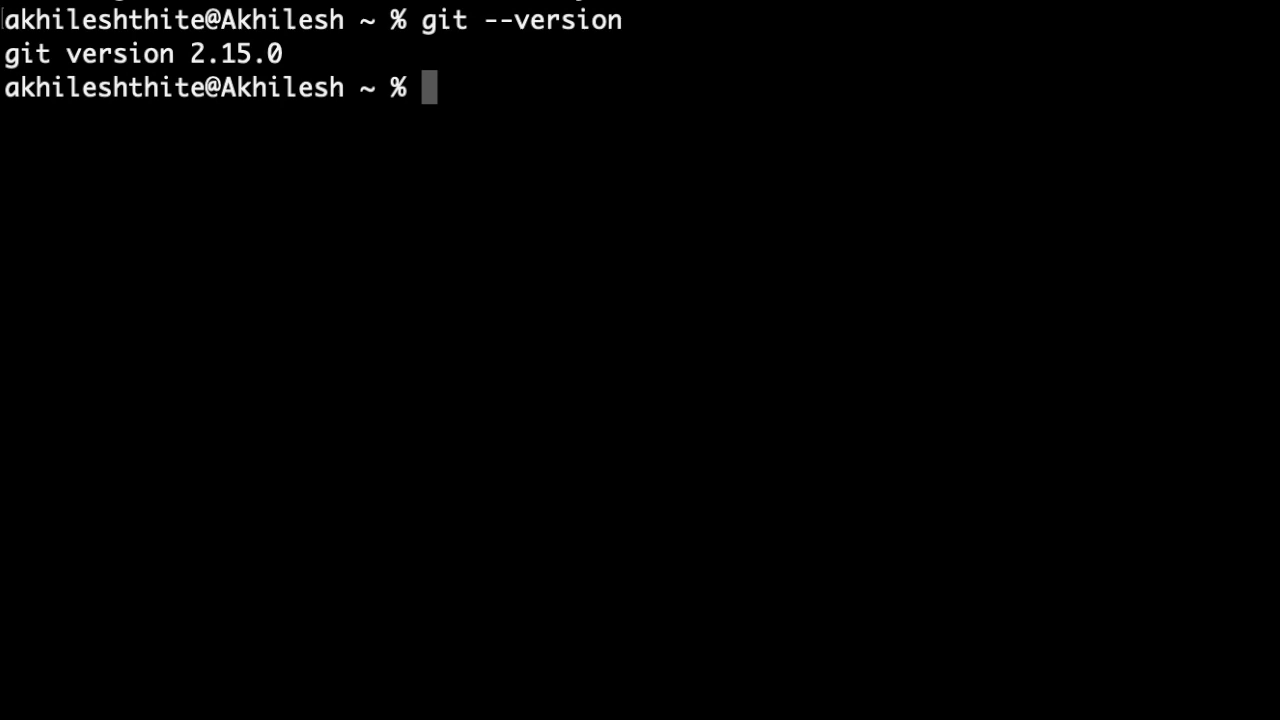 akhileshthite@Akhilesh ~ % git --version
git version 2.15.0
akhileshthite@Akhilesh ~ %